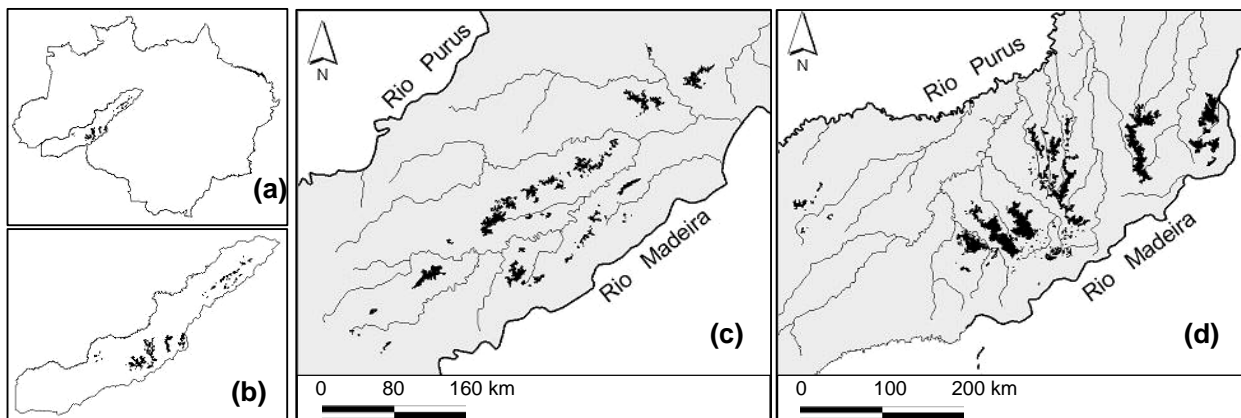 (a)
(b)
N
Rio Purus
Rio Madeira
(c)
0 80 160 km
N
Rio Purus
Rio Madeira
(d)
0 100 200 km